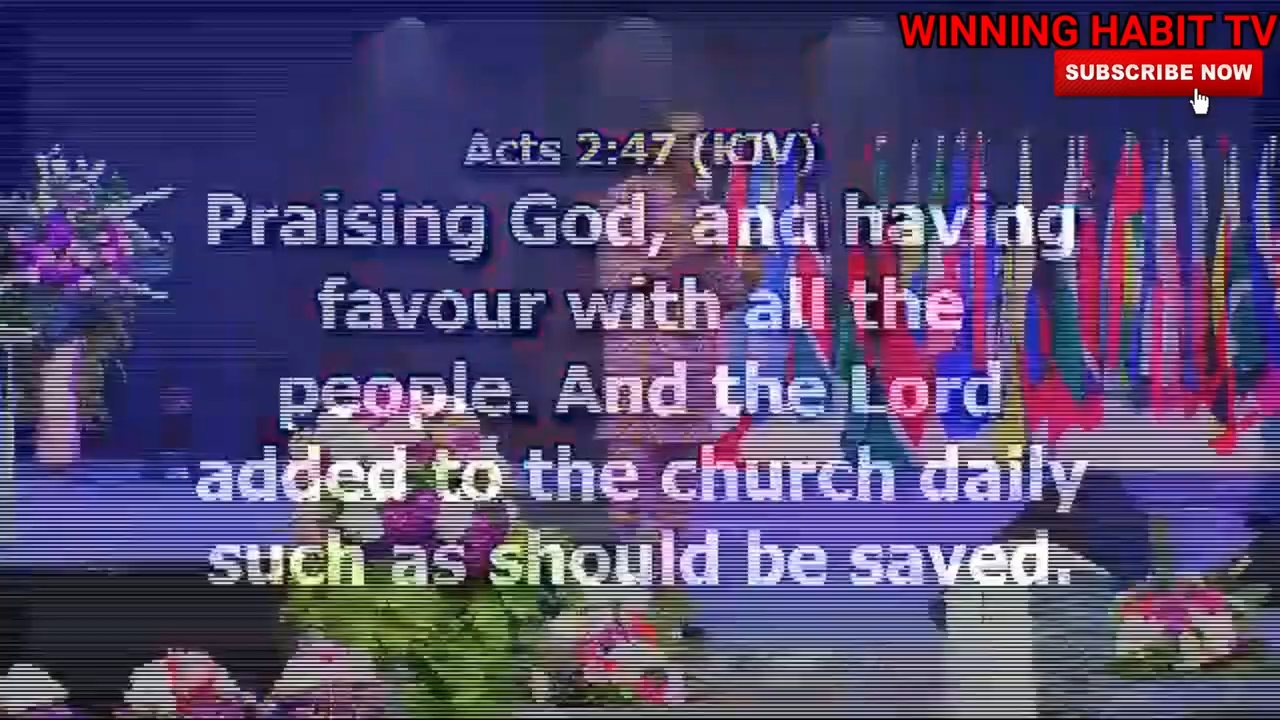 WINNING HABIT TV
SUBSCRIBE NOW
Acts 2:47 (KJV)
Praising God, and having
favour with all the
people. And the Lord
added to the church daily
such as should be saved.